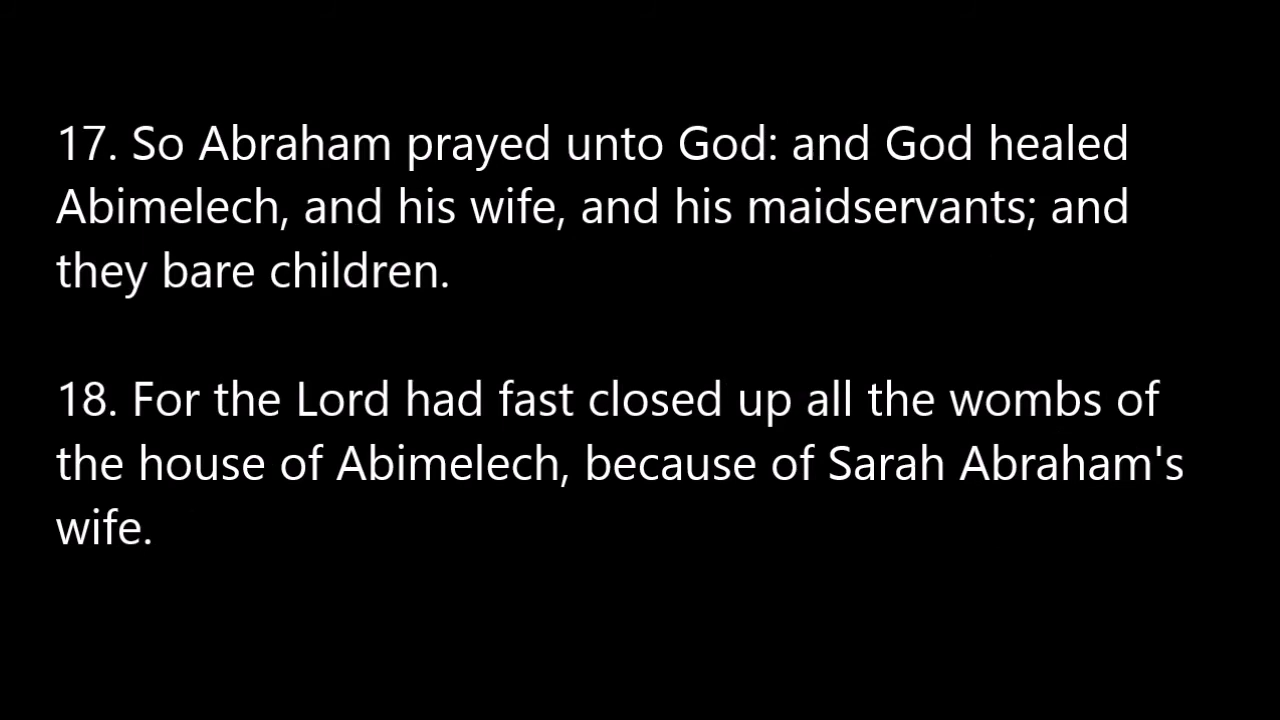 17. So Abraham prayed unto God: and God healed
Abimelech, and his wife, and his maidservants; and
they bare children.
18. For the Lord had fast closed up all the wombs of
the house of Abimelech, because of Sarah Abraham's
wife.